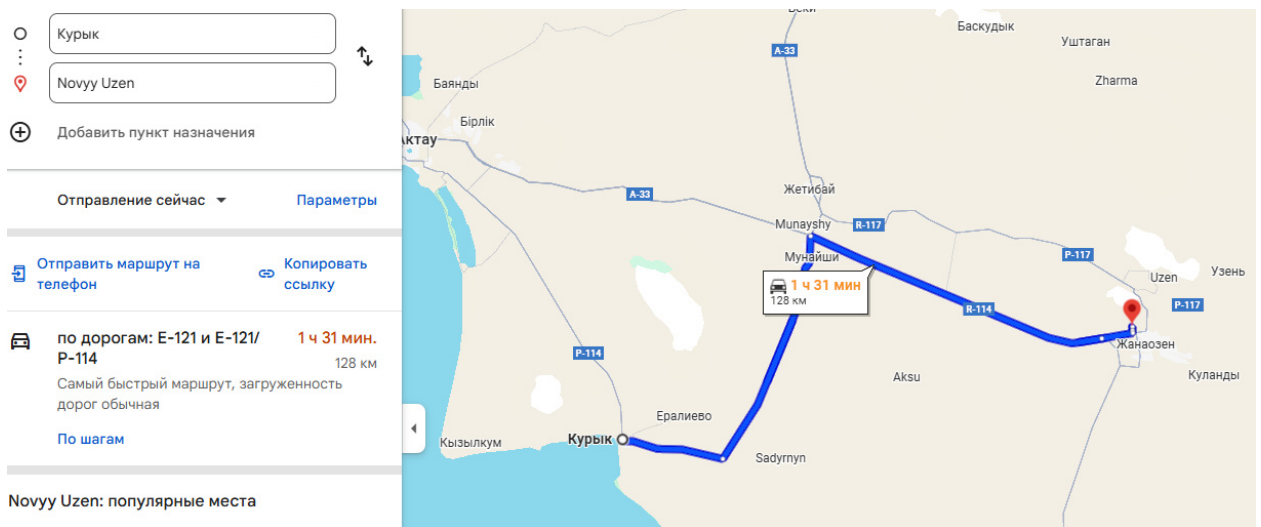 Курык
Novyy Uzen
Добавить пункт назначения
Отправление сейчас
Параметры
Отправить маршрут на
телефон
Копировать
ссылку
по дорогам: E-121 и E-121/
P-114
1 ч 31 мин.
128 км
Самый быстрый маршрут, загруженность
дорог обычная
По шагам
Novyy Uzen: популярные места
Баскудык
Уштаган
A-33
Zharma
Баянды
Бірлік
Актау
A-33
Жетибай
Munayshy
R-117
Мунайши
P-117
Узень
Uzen
1 ч 31 мин
128 км
R-114
P-117
Жанаозен
P-114
Aksu
Куланды
Ералиево
Курык
Кызылкум
Sadyrnyn